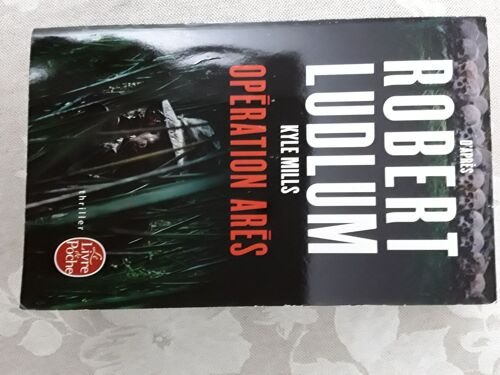 D'APRÈS
ROBERT
LUDLUM
KYLE MILLS
OPÉRATION ARÈS
thriller
Le
Livre
de
Poche